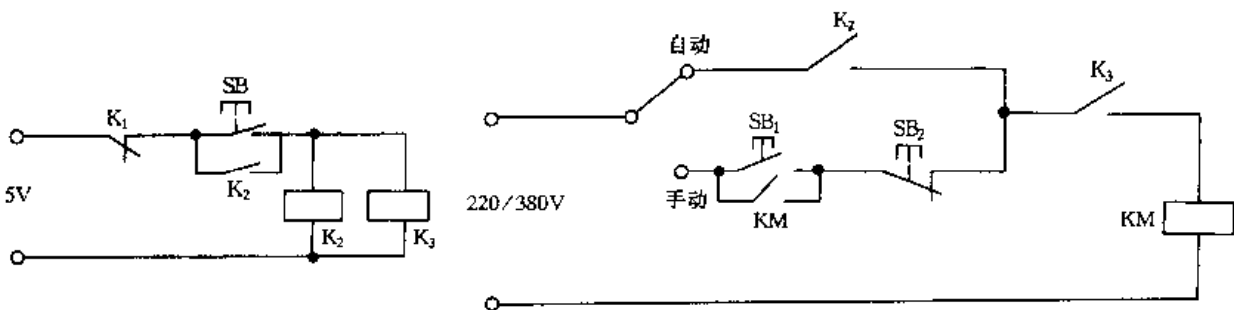 5V
K₁
SB
K₂
K₂
K₃
220/380V
自动
手动
K₂
SB₁
KM
SB₂
K₃
KM